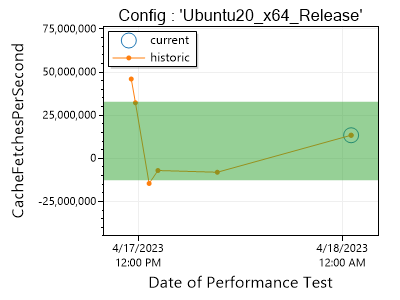 Config : 'Ubuntu20_x64_Release'
current
historic
75,000,000
50,000,000
25,000,000
0
-25,000,000
CacheFetchesPerSecond
4/17/2023
12:00 PM
4/18/2023
12:00 AM
Date of Performance Test